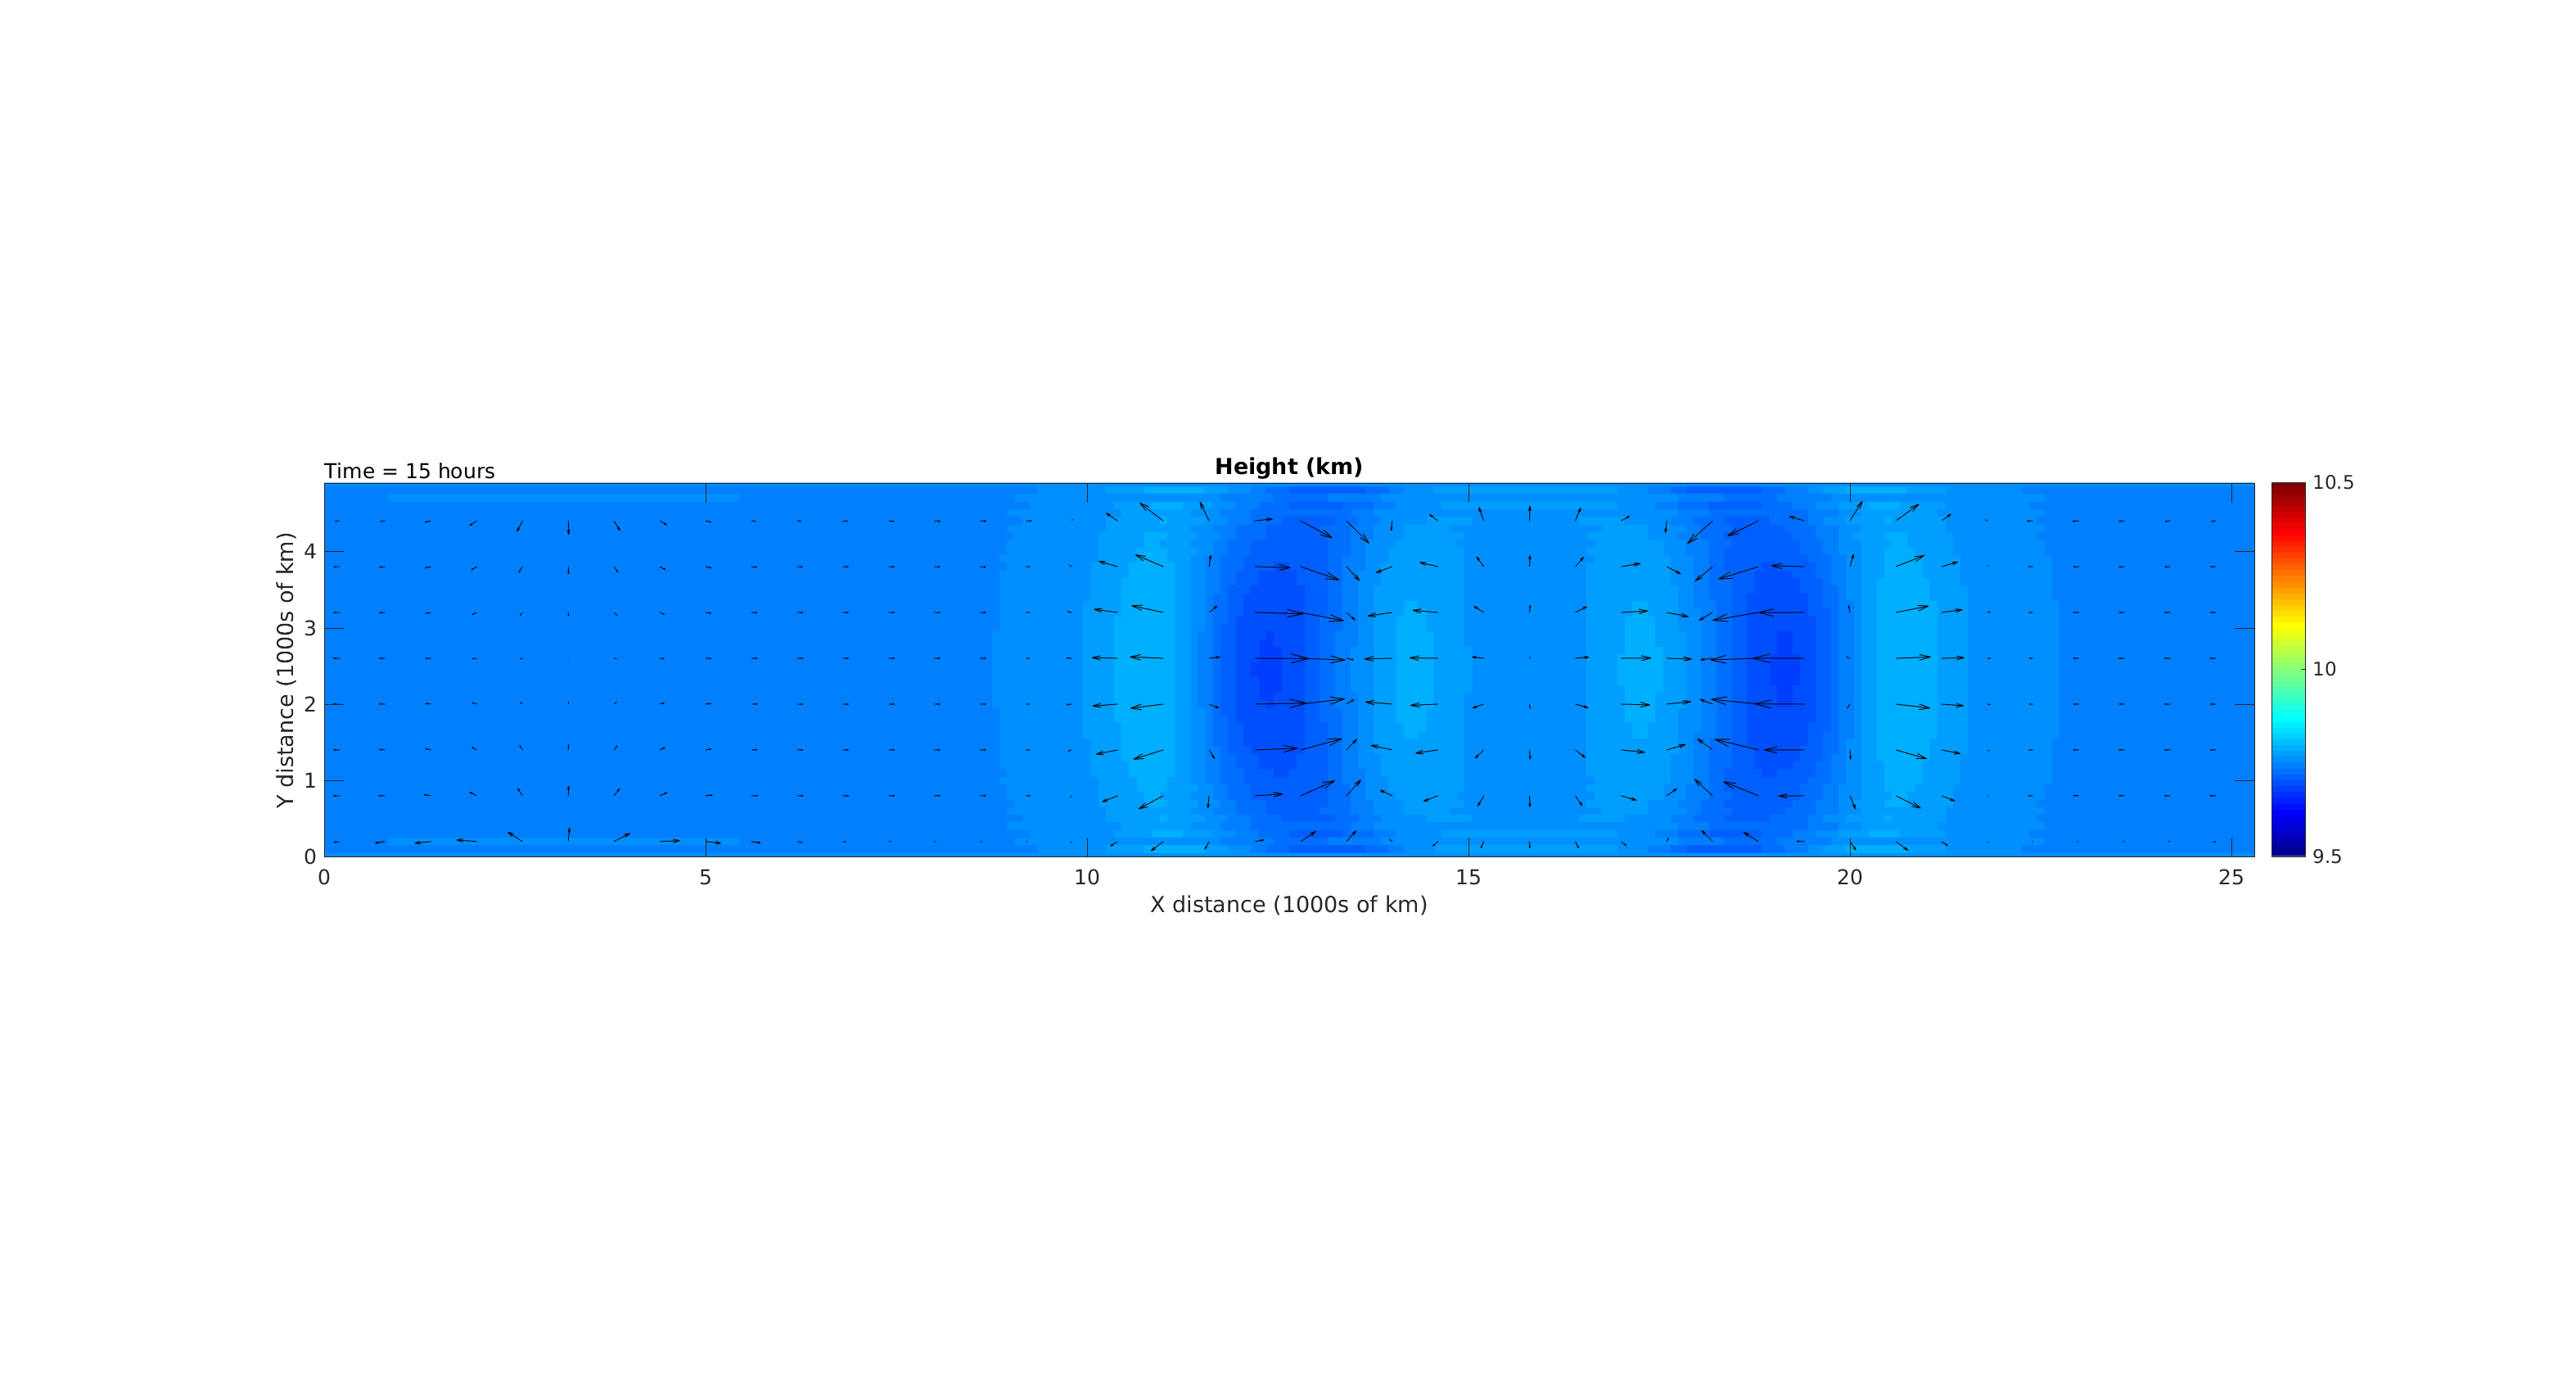 Time = 15 hours
Height (km)
10.5
10
9.5
Y distance (1000s of km)
4
3
2
1
0
0 5 10 15 20 25
X distance (1000s of km)